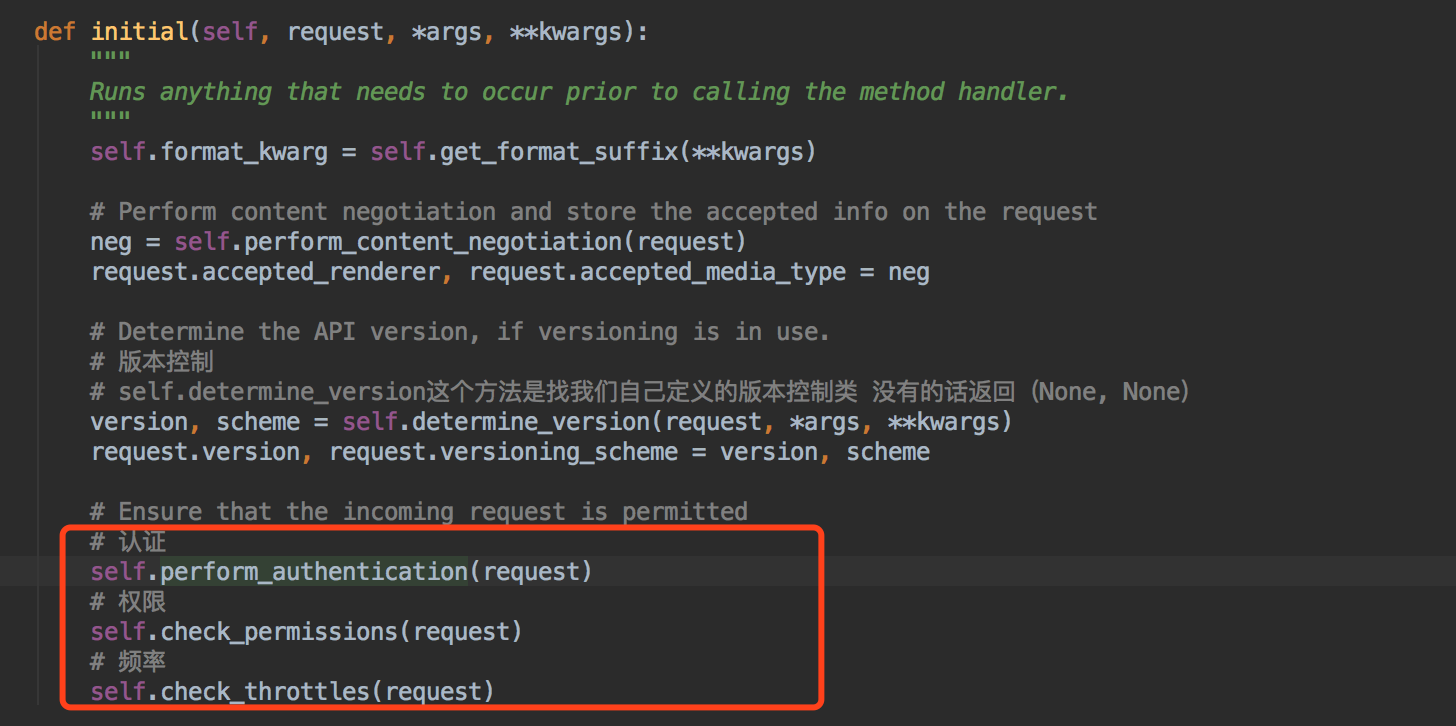 def initial(self, request, *args, **kwargs):
"""
Runs anything that needs to occur prior to calling the method handler.
"""
self.format_kwarg = self.get_format_suffix(**kwargs)
# Perform content negotiation and store the accepted info on the request
neg = self.perform_content_negotiation(request)
request.accepted_renderer, request.accepted_media_type = neg
# Determine the API version, if versioning is in use.
# 版本控制
# self.determine_version这个方法是找我们自己定义的版本控制类 没有的话返回（None, None）
version, scheme = self.determine_version(request, *args, **kwargs)
request.version, request.versioning_scheme = version, scheme
# Ensure that the incoming request is permitted
# 认证
self.perform_authentication(request)
# 权限
self.check_permissions(request)
# 频率
self.check_throttles(request)